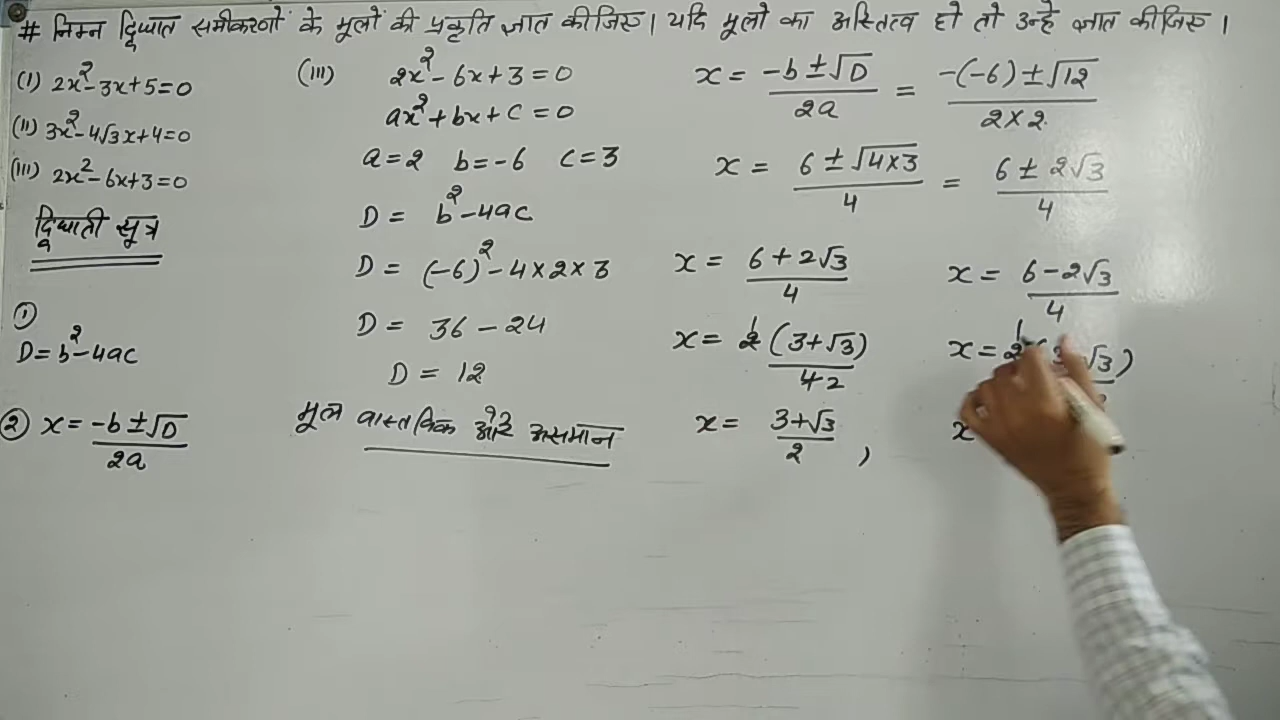 # निम्न द्विघात समीकरणों के मूलों की प्रकृति ज्ञात कीजिए। यदि मूलों का अस्तित्व हो तो उन्हे ज्ञात कीजिए।
(I) 2x²-3x+5=0
(II) 3x²-4√3x+4=0
(III) 2x²-6x+3=0
द्विघाती सूत्र
① D=b²-4ac
② x = -b±√D / 2a
(III) 2x²-6x+3=0
ax²+bx+c=0
a=2 b=-6 c=3
D = b²-4ac
D = (-6)²-4×2×3
D = 36-24
D = 12
मूल वास्तविक और असमान
x = -b±√D / 2a = -(-6)±√12 / 2×2
x = 6±√4×3 / 4 = 6±2√3 / 4
x = 6+2√3 / 4
x = 2 1 (3+√3) / 4 2
x = 3+√3 / 2 ,
x = 6-2√3 / 4
x = 2 1 √3)
x